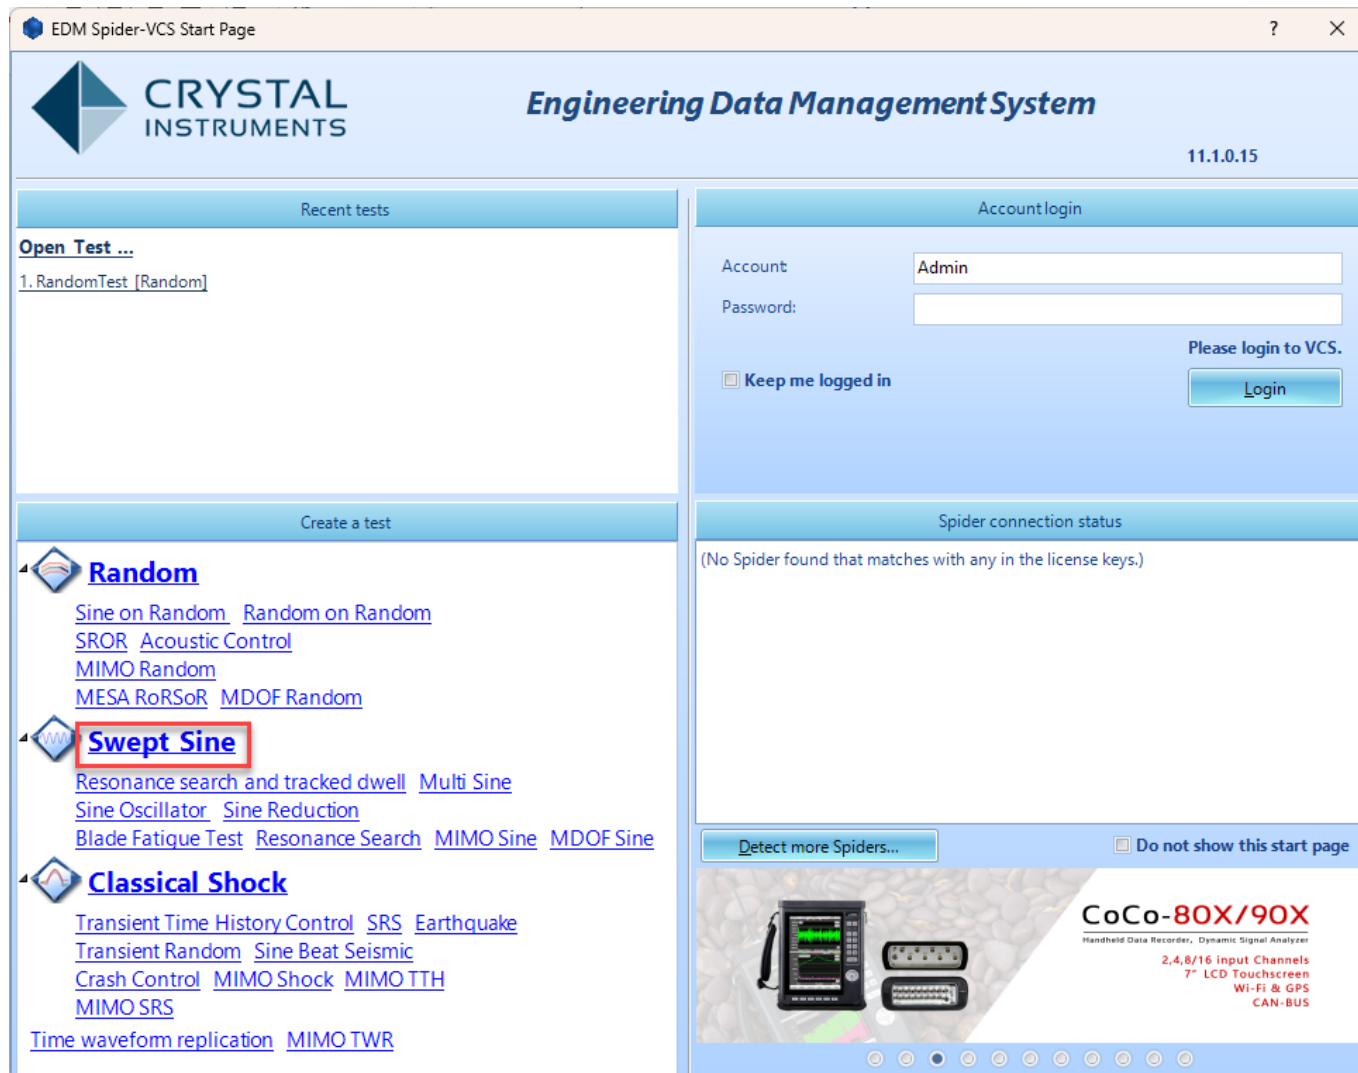 EDM Spider-VCS Start Page
?
CRYSTAL
INSTRUMENTS
Engineering Data Management System
11.1.0.15
Recent tests
Open Test ...
1. RandomTest [Random]
Account login
Account
Admin
Password:
Please login to VCS.
Keep me logged in
Login
Create a test
Random
Sine on Random Random on Random
SROR Acoustic Control
MIMO Random
MESA RoRSoR MDOF Random
Swept Sine
Resonance search and tracked dwell Multi Sine
Sine Oscillator Sine Reduction
Blade Fatigue Test Resonance Search MIMO Sine MDOF Sine
Classical Shock
Transient Time History Control SRS Earthquake
Transient Random Sine Beat Seismic
Crash Control MIMO Shock MIMO TTH
MIMO SRS
Time waveform replication MIMO TWR
Spider connection status
(No Spider found that matches with any in the license keys.)
Detect more Spiders...
Do not show this start page
CoCo-80X/90X
Handheld Data Recorder, Dynamic Signal Analyzer
2,4,8/16 input Channels
7" LCD Touchscreen
Wi-Fi & GPS
CAN-BUS